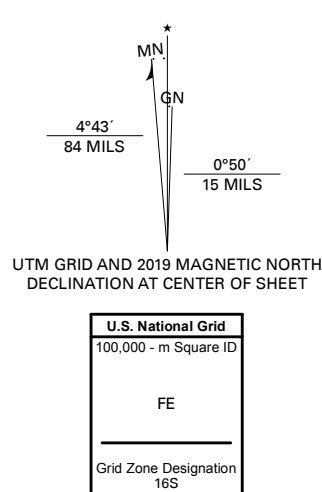 ★
MN
GN
4°43´
84 MILS
0°50´
15 MILS
UTM GRID AND 2019 MAGNETIC NORTH
DECLINATION AT CENTER OF SHEET
U.S. National Grid
100,000 - m Square ID
FE
Grid Zone Designation
16S